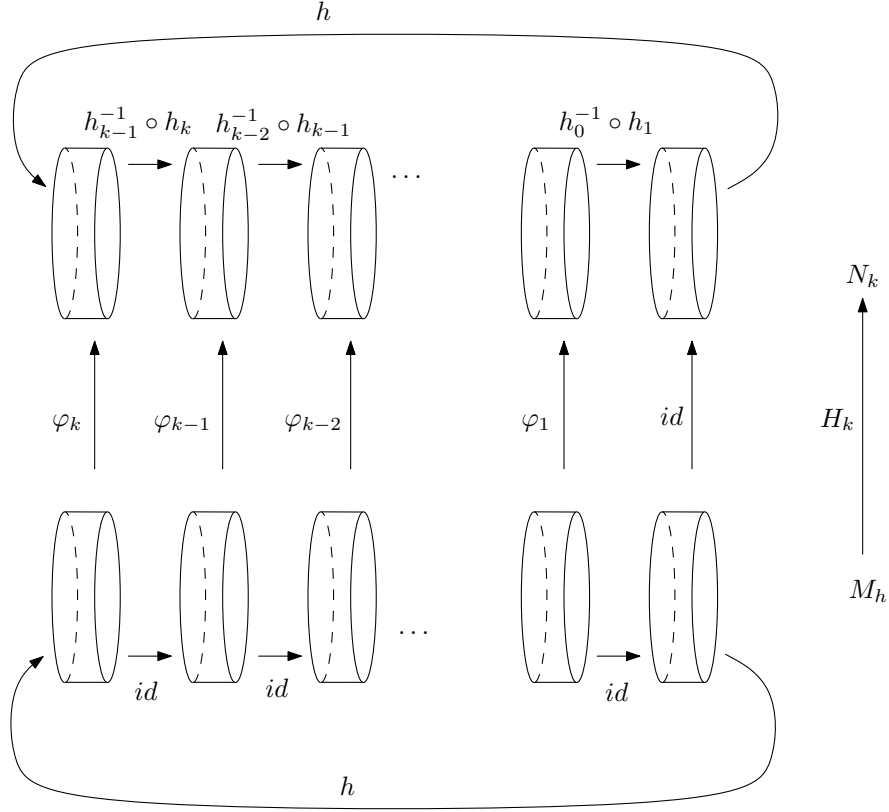 h
h_{k-1}^{-1} ∘ h_k h_{k-2}^{-1} ∘ h_{k-1} h_0^{-1} ∘ h_1
...
N_k
φ_k φ_{k-1} φ_{k-2} φ_1 id H_k
M_h
...
id id id
h